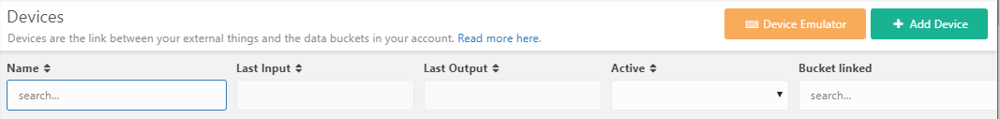 Devices
Device Emulator
Add Device
Devices are the link between your external things and the data buckets in your account. Read more here.
Name Last Input Last Output Active Bucket linked
search... search...